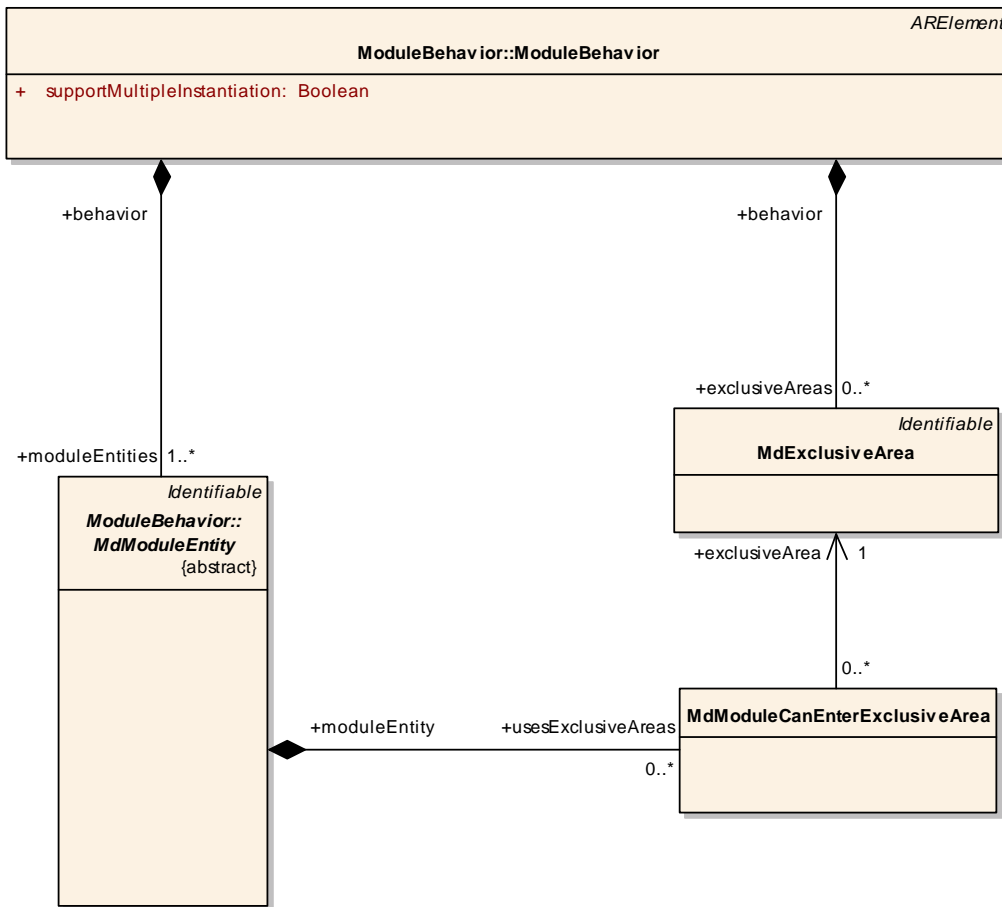 ARElement
ModuleBehavior::ModuleBehavior
+ supportMultipleInstantiation: Boolean
+behavior
+behavior
+exclusiveAreas 0..*
Identifiable
MdExclusiveArea
+moduleEntities 1..*
Identifiable
ModuleBehavior::
MdModuleEntity
{abstract}
+exclusiveArea 1
0..*
MdModuleCanEnterExclusiveArea
+moduleEntity
+usesExclusiveAreas
0..*